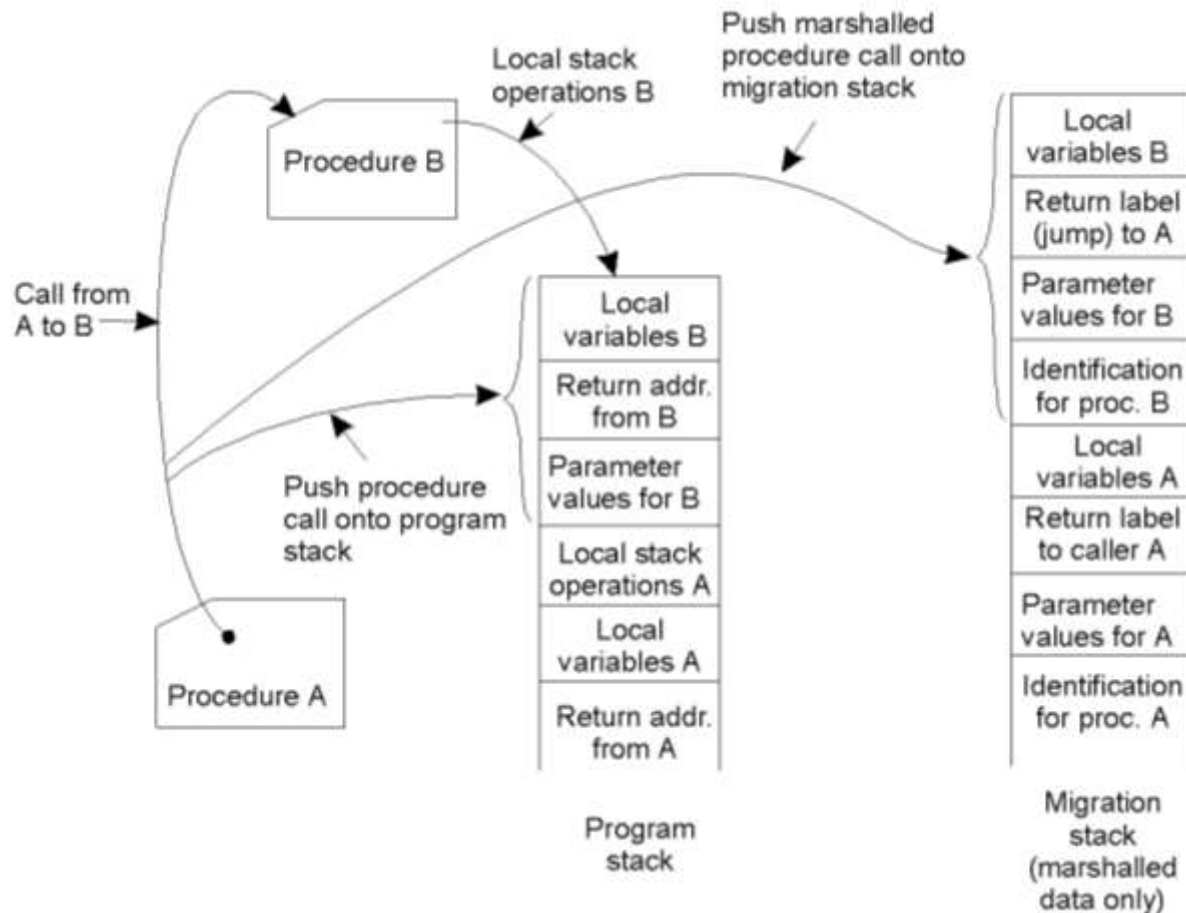 Push marshalled
procedure call onto
migration stack
Local stack
operations B
Procedure B
Call from
A to B
Push procedure
call onto program
stack
Procedure A
Local
variables B
Return addr.
from B
Parameter
values for B
Local stack
operations A
Local
variables A
Return addr.
from A
Program
stack
Local
variables B
Return label
(jump) to A
Parameter
values for B
Identification
for proc. B
Local
variables A
Return label
to caller A
Parameter
values for A
Identification
for proc. A
Migration
stack
(marshalled
data only)